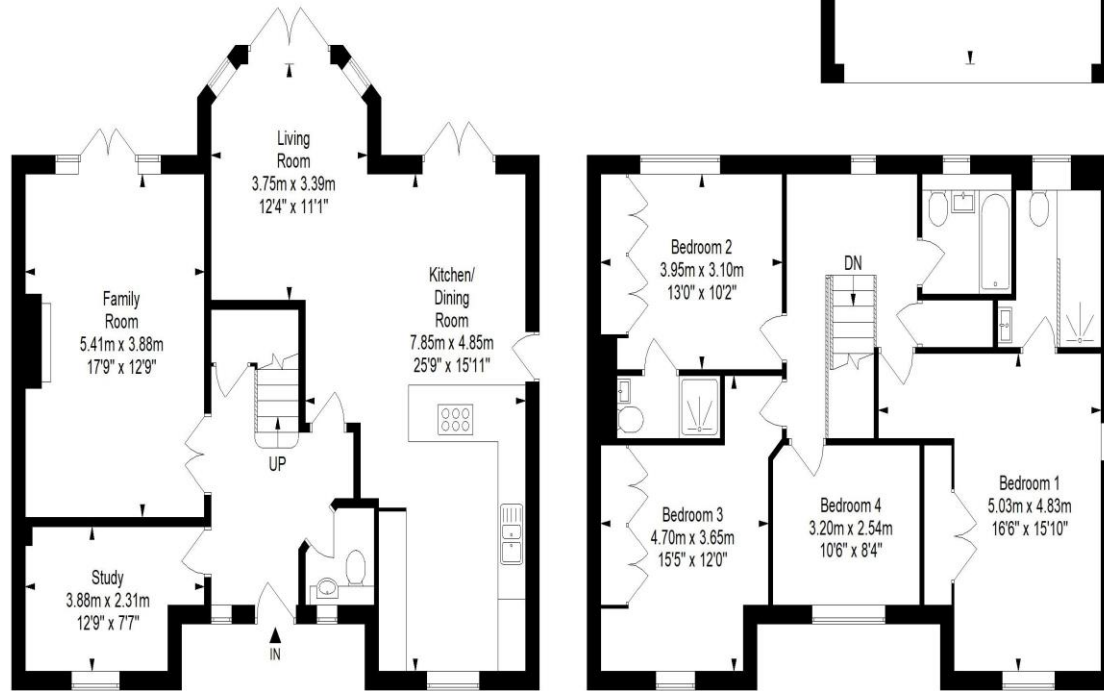 Living
Room
3.75m x 3.39m
12'4" x 11'1"
Family
Room
5.41m x 3.88m
17'9" x 12'9"
Kitchen/
Dining
Room
7.85m x 4.85m
25'9" x 15'11"
UP
Study
3.88m x 2.31m
12'9" x 7'7"
IN
Bedroom 2
3.95m x 3.10m
13'0" x 10'2"
DN
Bedroom 3
4.70m x 3.65m
15'5" x 12'0"
Bedroom 4
3.20m x 2.54m
10'6" x 8'4"
Bedroom 1
5.03m x 4.83m
16'6" x 15'10"